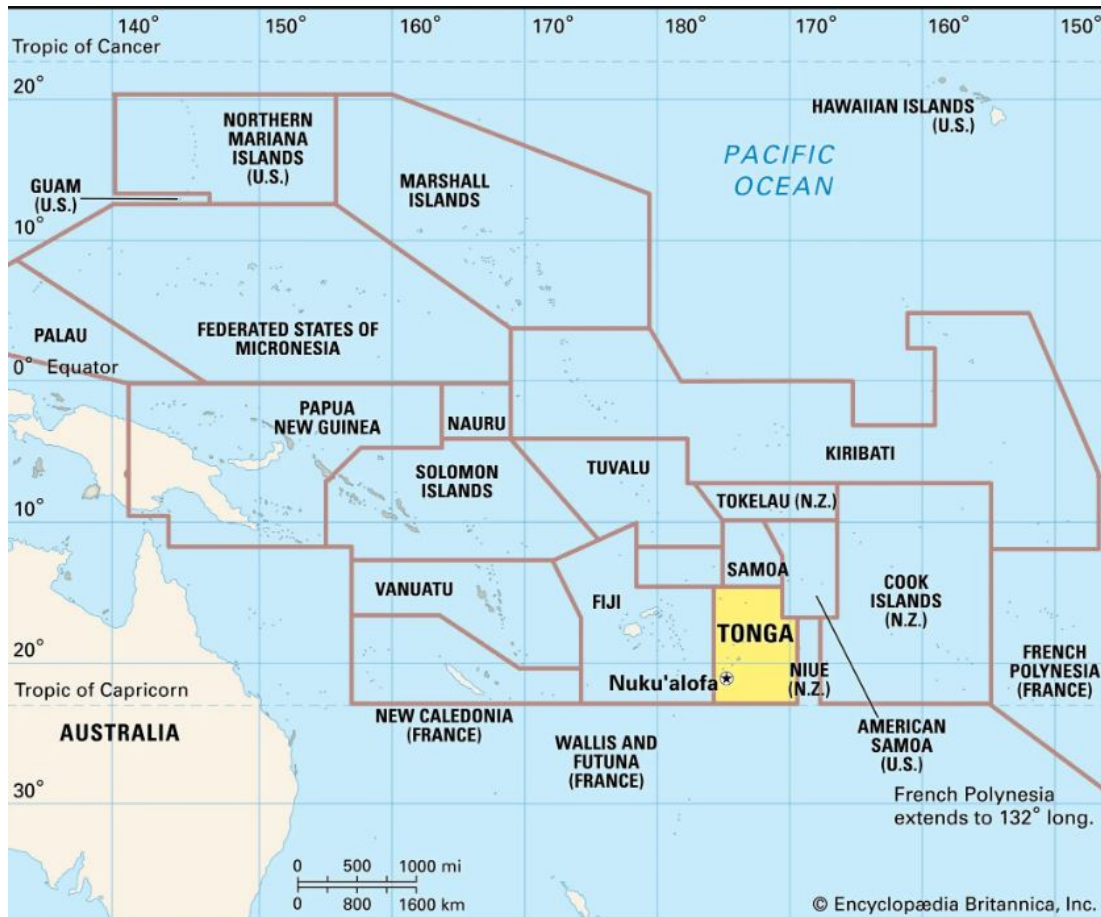 140°
150°
160°
170°
180°
170°
160°
150°
Tropic of Cancer
20°
HAWAIIAN ISLANDS
(U.S.)
NORTHERN
MARIANA
ISLANDS
(U.S.)
PACIFIC
OCEAN
GUAM
(U.S.)
MARSHALL
ISLANDS
10°
PALAU
FEDERATED STATES OF
MICRONESIA
0° Equator
PAPUA
NEW GUINEA
NAURU
KIRIBATI
SOLOMON
ISLANDS
TUVALU
TOKELAU (N.Z.)
10°
SAMOA
VANUATU
FIJI
COOK
ISLANDS
(N.Z.)
TONGA
20°
NIUE
(N.Z.)
FRENCH
POLYNESIA
(FRANCE)
Nuku'alofa
Tropic of Capricorn
AUSTRALIA
NEW CALEDONIA
(FRANCE)
WALLIS AND
FUTUNA
(FRANCE)
AMERICAN
SAMOA
(U.S.)
30°
French Polynesia
extends to 132° long.
0 500 1000 mi
0 800 1600 km
© Encyclopædia Britannica, Inc.